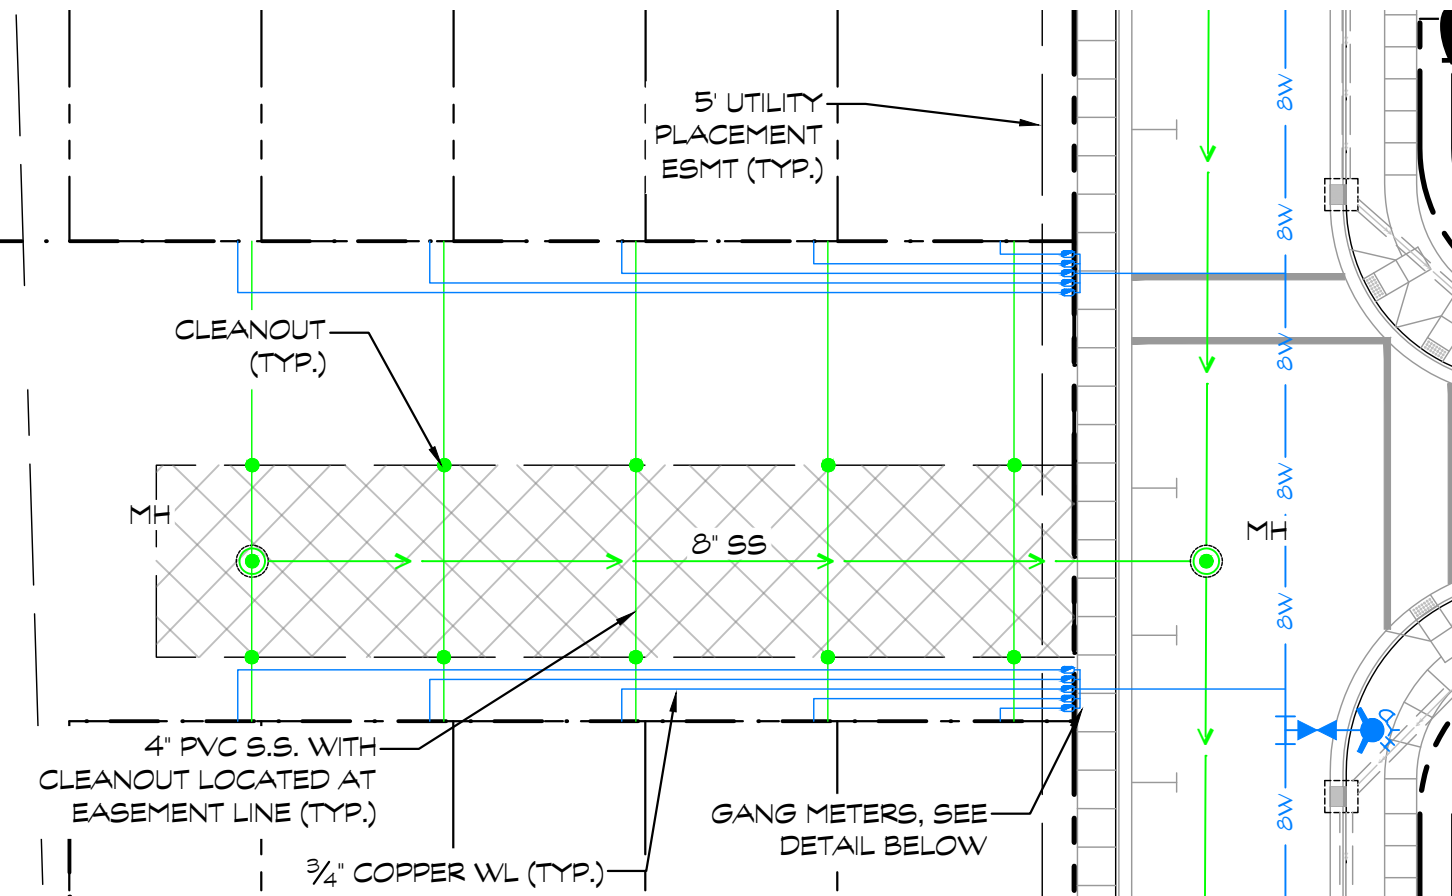 5' UTILITY
PLACEMENT
ESMT (TYP.)
8W
8W
CLEANOUT
(TYP.)
8W
8W
MH
8" SS
MH
8W
4" PVC S.S. WITH
CLEANOUT LOCATED AT
EASEMENT LINE (TYP.)
HYD
GANG METERS, SEE
DETAIL BELOW
8W
3/4" COPPER WL (TYP.)